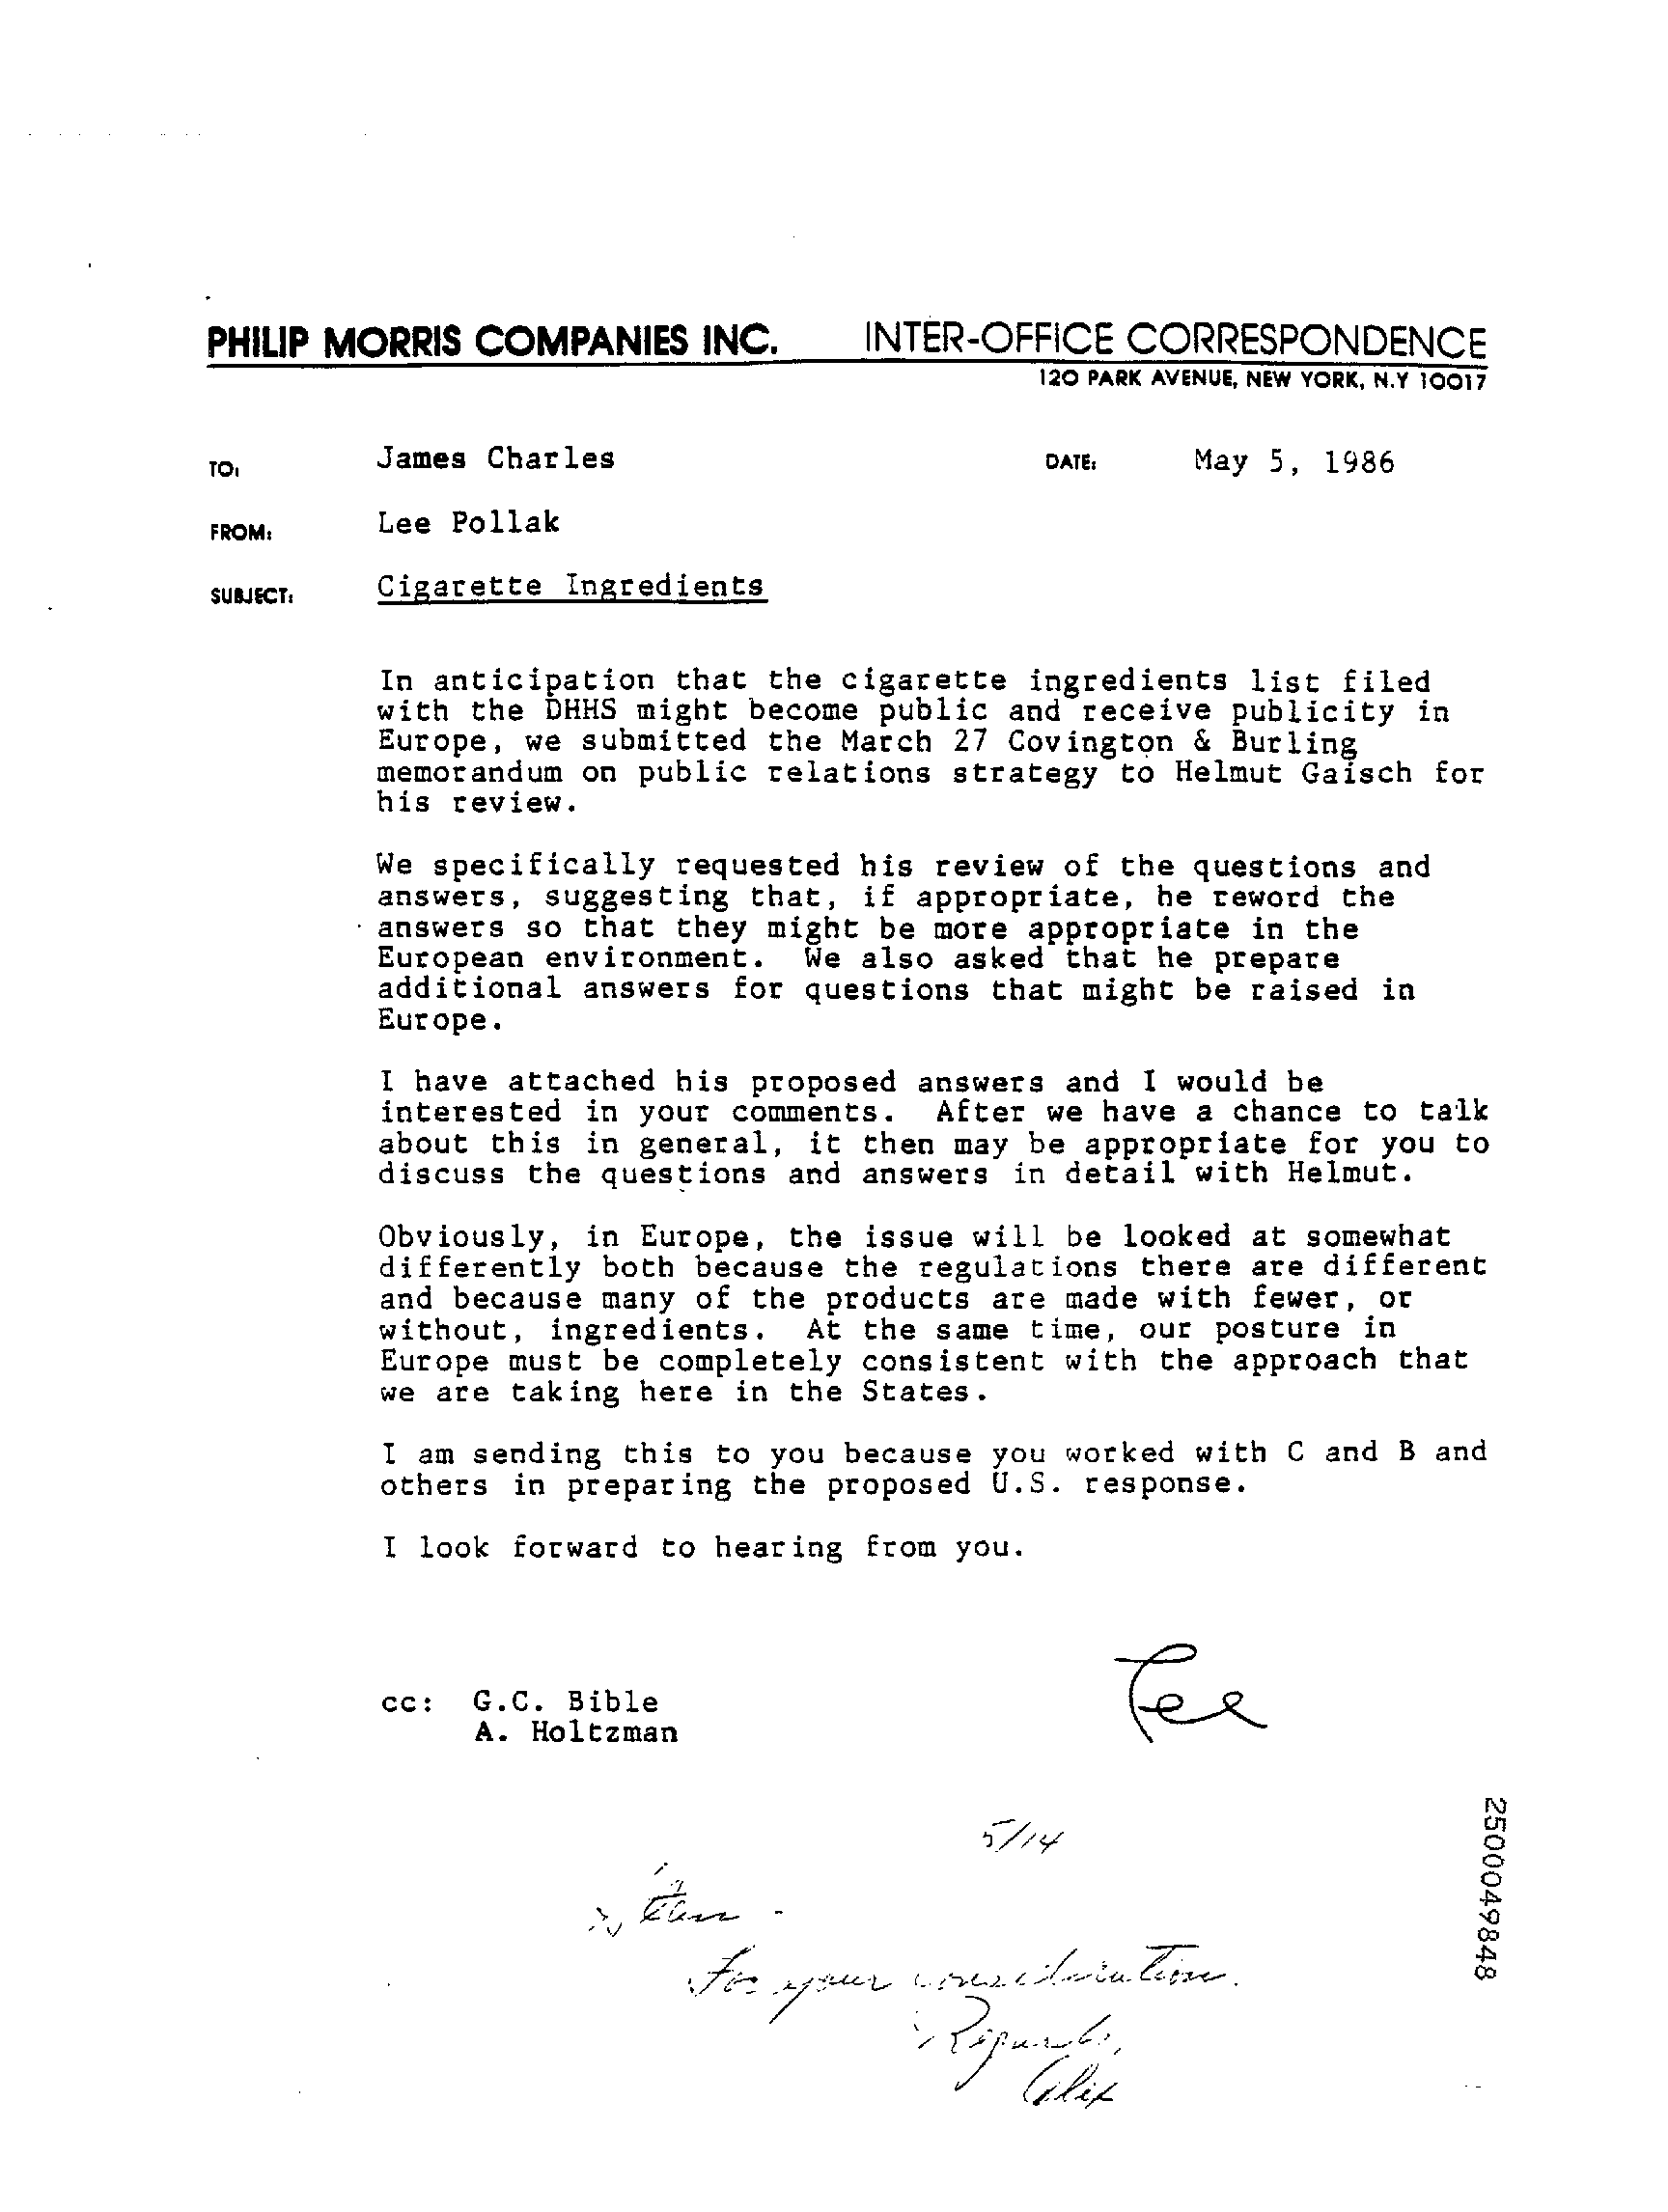 PHILIP MORRIS COMPANIES INC. INTER-OFFICE CORRESPONDENCE
120 PARK AVENUE, NEW YORK, N.Y 10017
TO: James Charles DATE: May 5, 1986
FROM: Lee Pollak
SUBJECT: Cigarette Ingredients
In anticipation that the cigarette ingredients list filed
with the DHHS might become public and receive publicity in
Europe, we submitted the March 27 Covington & Burling
memorandum on public relations strategy to Helmut Gaisch for
his review.
We specifically requested his review of the questions and
answers, suggesting that, if appropriate, he reword the
answers so that they might be more appropriate in the
European environment. We also asked that he prepare
additional answers for questions that might be raised in
Europe.
I have attached his proposed answers and I would be
interested in your comments. After we have a chance to talk
about this in general, it then may be appropriate for you to
discuss the questions and answers in detail with Helmut.
Obviously, in Europe, the issue will be looked at somewhat
differently both because the regulations there are different
and because many of the products are made with fewer, or
without, ingredients. At the same time, our posture in
Europe must be completely consistent with the approach that
we are taking here in the States.
I am sending this to you because you worked with C and B and
others in preparing the proposed U.S. response.
I look forward to hearing from you.
Lee
cc: G.C. Bible
A. Holtzman
5/14
For your consideration.
Regards,
Alex
2500049848